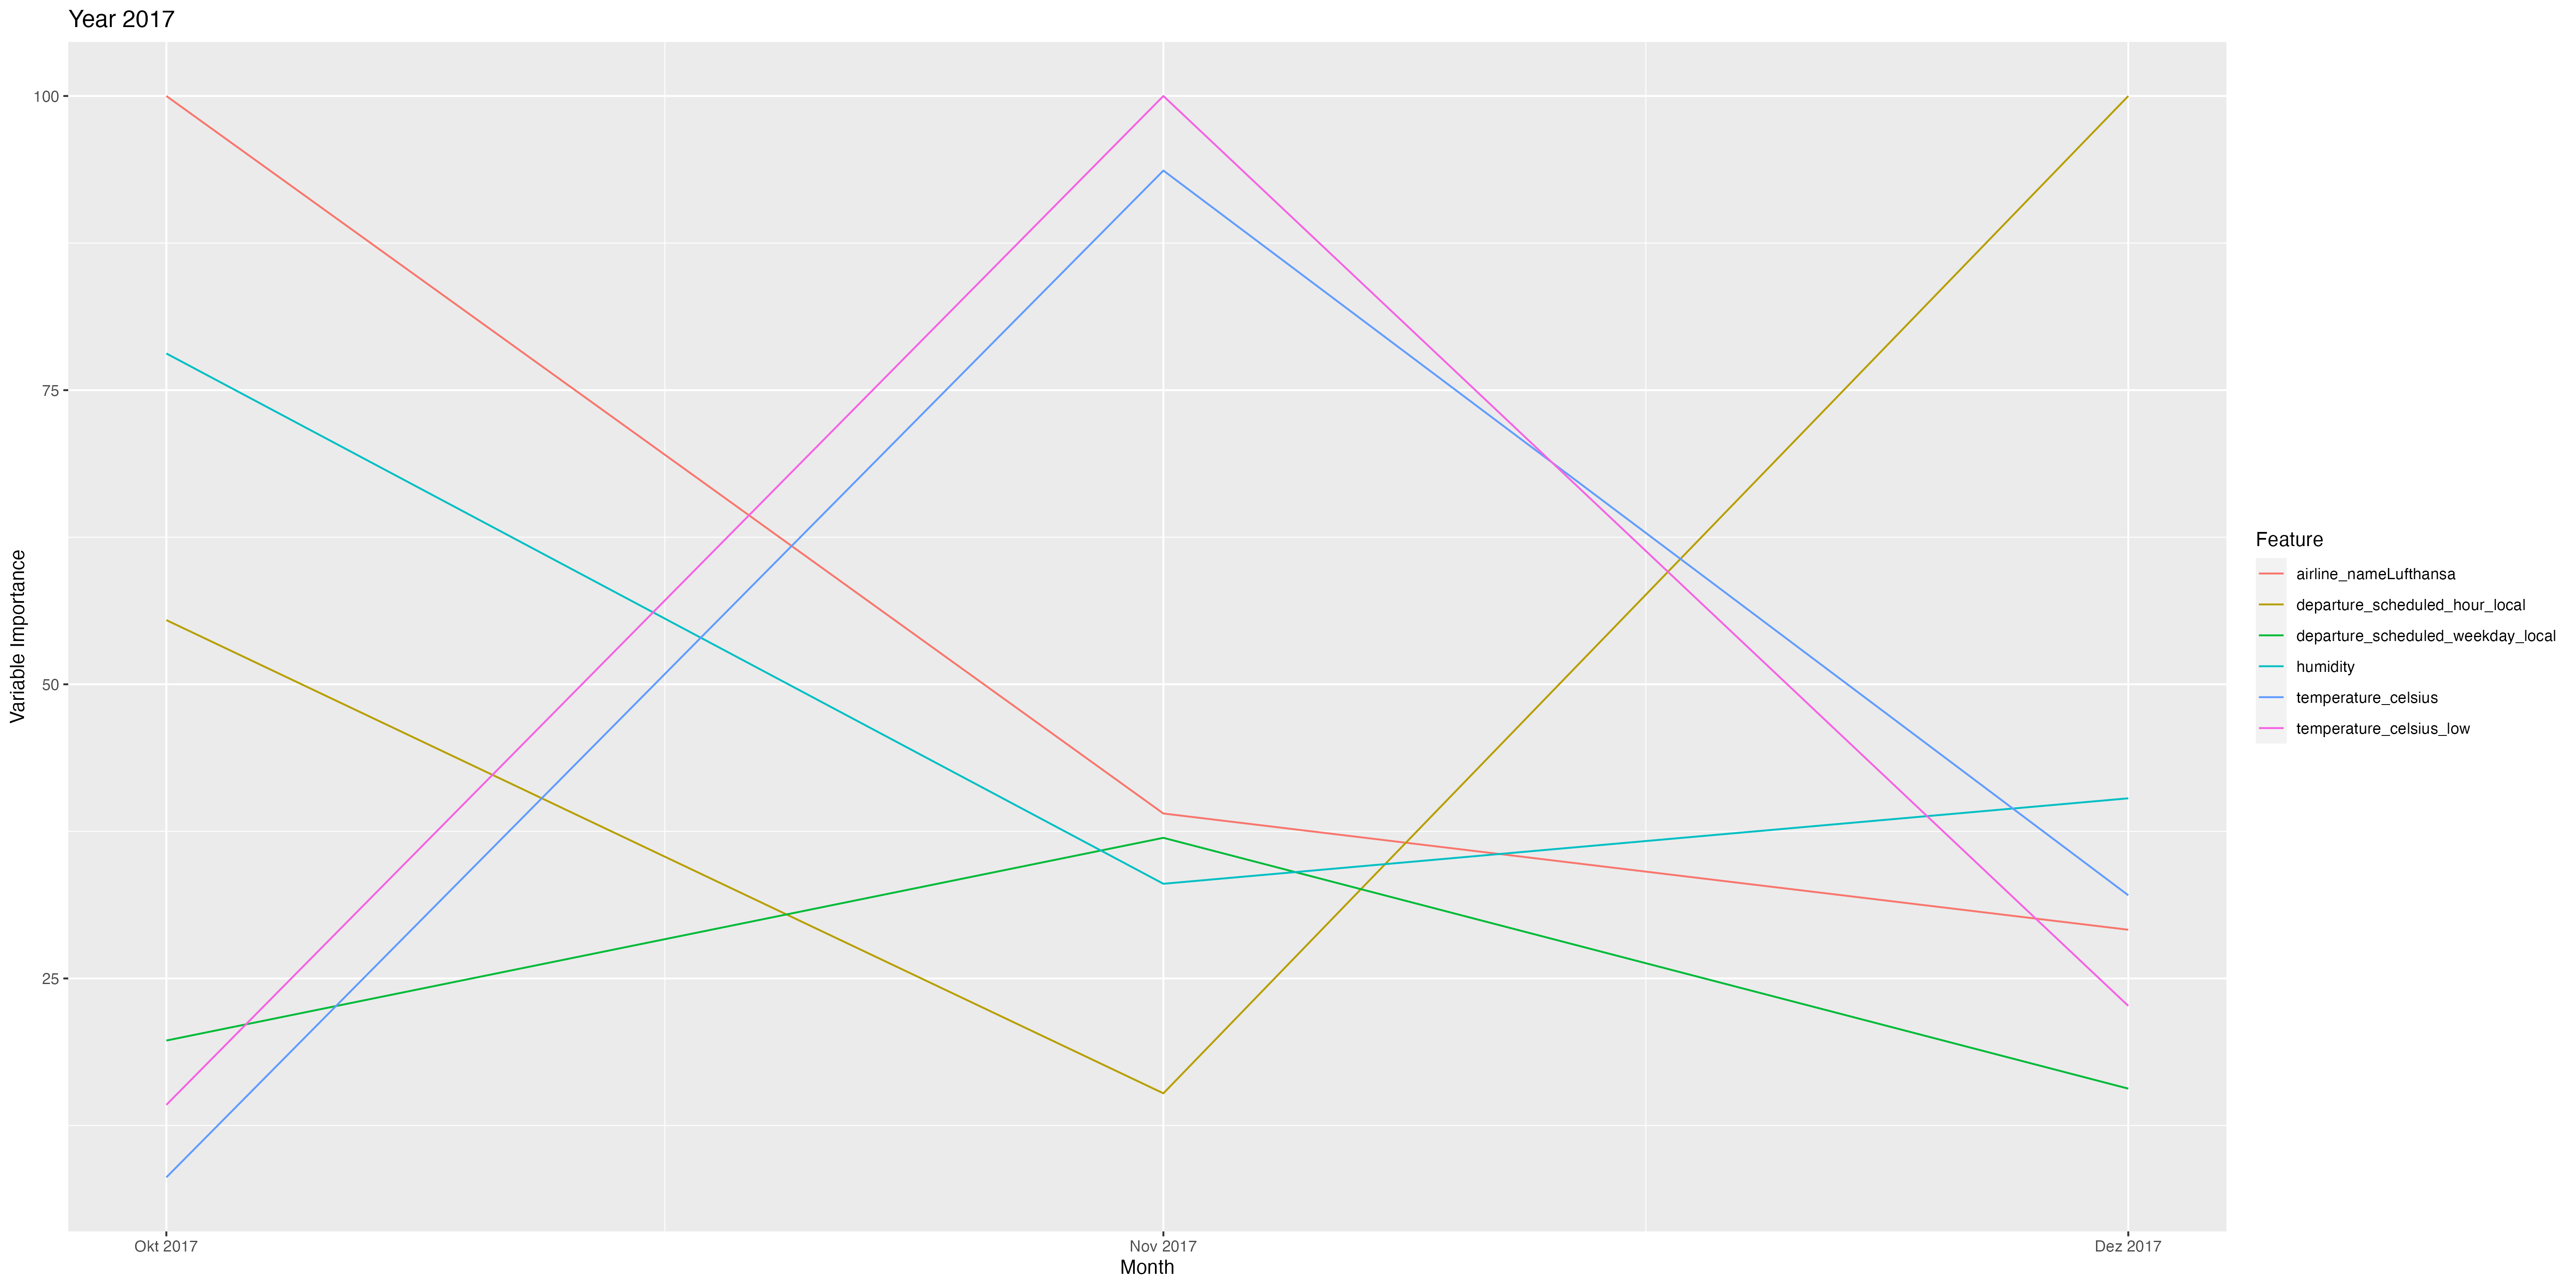 Year 2017
100
75
50
25
Variable Importance
Okt 2017
Nov 2017
Dez 2017
Month
Feature
airline_nameLufthansa
departure_scheduled_hour_local
departure_scheduled_weekday_local
humidity
temperature_celsius
temperature_celsius_low